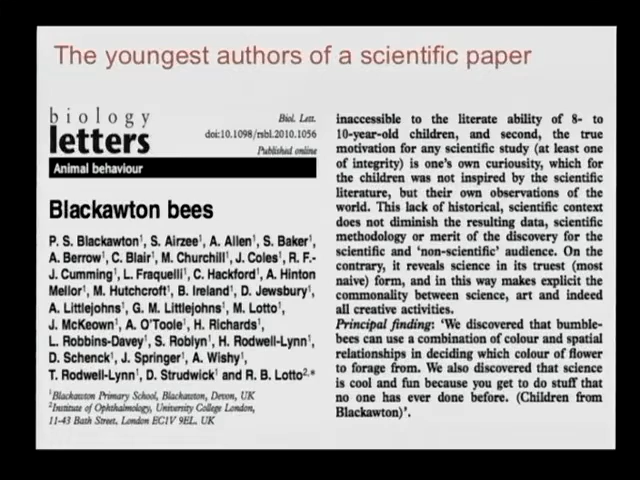 The youngest authors of a scientific paper
biology
letters
Biol. Lett.
doi:10.1098/rsbl.2010.1056
Published online
Animal behaviour
Blackawton bees
P. S. Blackawton¹, S. Airzee¹, A. Allen¹, S. Baker¹,
A. Berrow¹, C. Blair¹, M. Churchill¹, J. Coles¹, R. F.-
J. Cumming¹, L. Fraquelli¹, C. Hackford¹, A. Hinton
Mellor¹, M. Hutchcroft¹, B. Ireland¹, D. Jewsbury¹,
A. Littlejohns¹, G. M. Littlejohns¹, M. Lotto¹,
J. McKeown¹, A. O'Toole¹, H. Richards¹,
L. Robbins-Davey¹, S. Roblyn¹, H. Rodwell-Lynn¹,
D. Schenck¹, J. Springer¹, A. Wishy¹,
T. Rodwell-Lynn¹, D. Strudwick¹ and R. B. Lotto²,*
¹Blackawton Primary School, Blackawton, Devon, UK
²Institute of Ophthalmology, University College London,
11-43 Bath Street, London EC1V 9EL, UK
inaccessible to the literate ability of 8- to
10-year-old children, and second, the true
motivation for any scientific study (at least one
of integrity) is one's own curiousity, which for
the children was not inspired by the scientific
literature, but their own observations of the
world. This lack of historical, scientific context
does not diminish the resulting data, scientific
methodology or merit of the discovery for the
scientific and 'non-scientific' audience. On the
contrary, it reveals science in its truest (most
naive) form, and in this way makes explicit the
commonality between science, art and indeed
all creative activities.
Principal finding: 'We discovered that bumble-
bees can use a combination of colour and spatial
relationships in deciding which colour of flower
to forage from. We also discovered that science
is cool and fun because you get to do stuff that
no one has ever done before. (Children from
Blackawton)'.